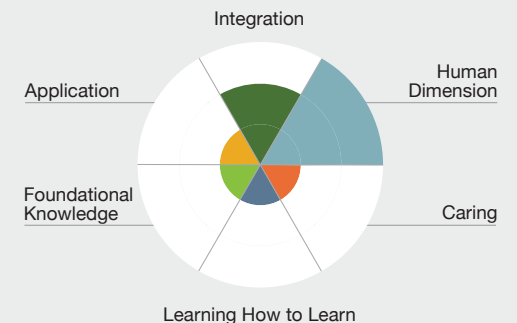 Integration
Application
Human
Dimension
Foundational
Knowledge
Caring
Learning How to Learn